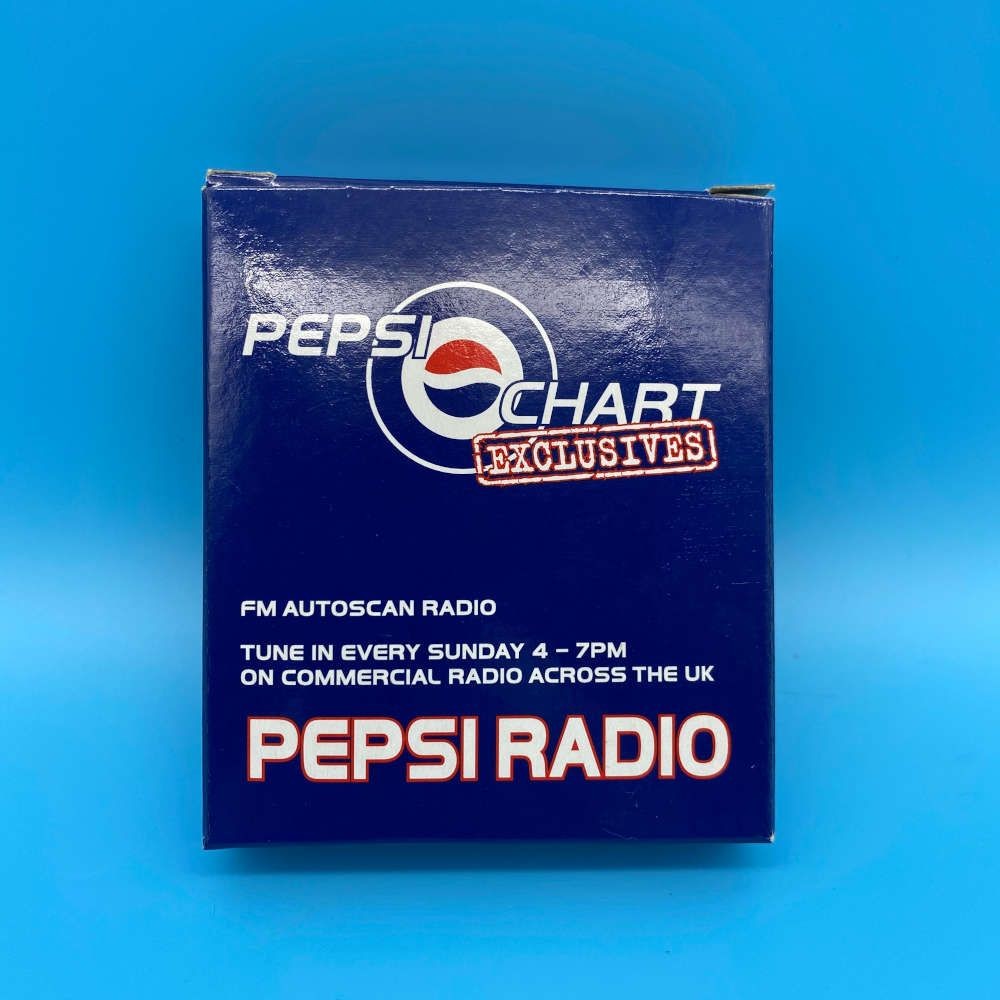 PEPSI
CHART
EXCLUSIVES
FM AUTOSCAN RADIO
TUNE IN EVERY SUNDAY 4 – 7PM
ON COMMERCIAL RADIO ACROSS THE UK
PEPSI RADIO